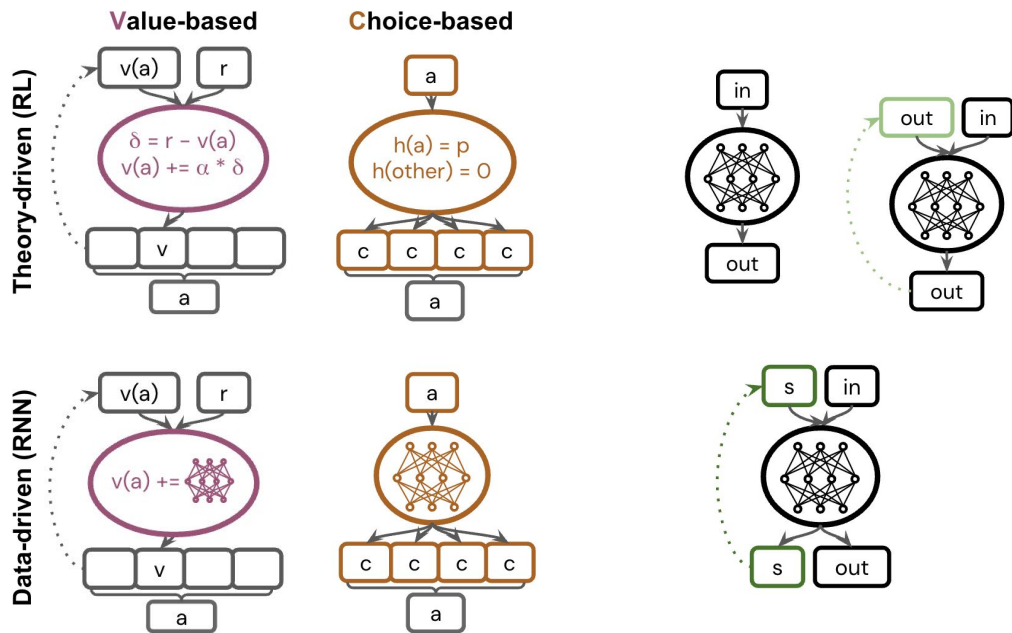 Value-based
Choice-based
Theory-driven (RL)
v(a)
r
δ = r – v(a)
v(a) += α * δ
v
a
a
h(a) = p
h(other) = 0
c
c
c
c
a
in
out
out
in
out
Data-driven (RNN)
v(a)
r
v(a) +=
v
a
a
c
c
c
c
a
s
in
s
out